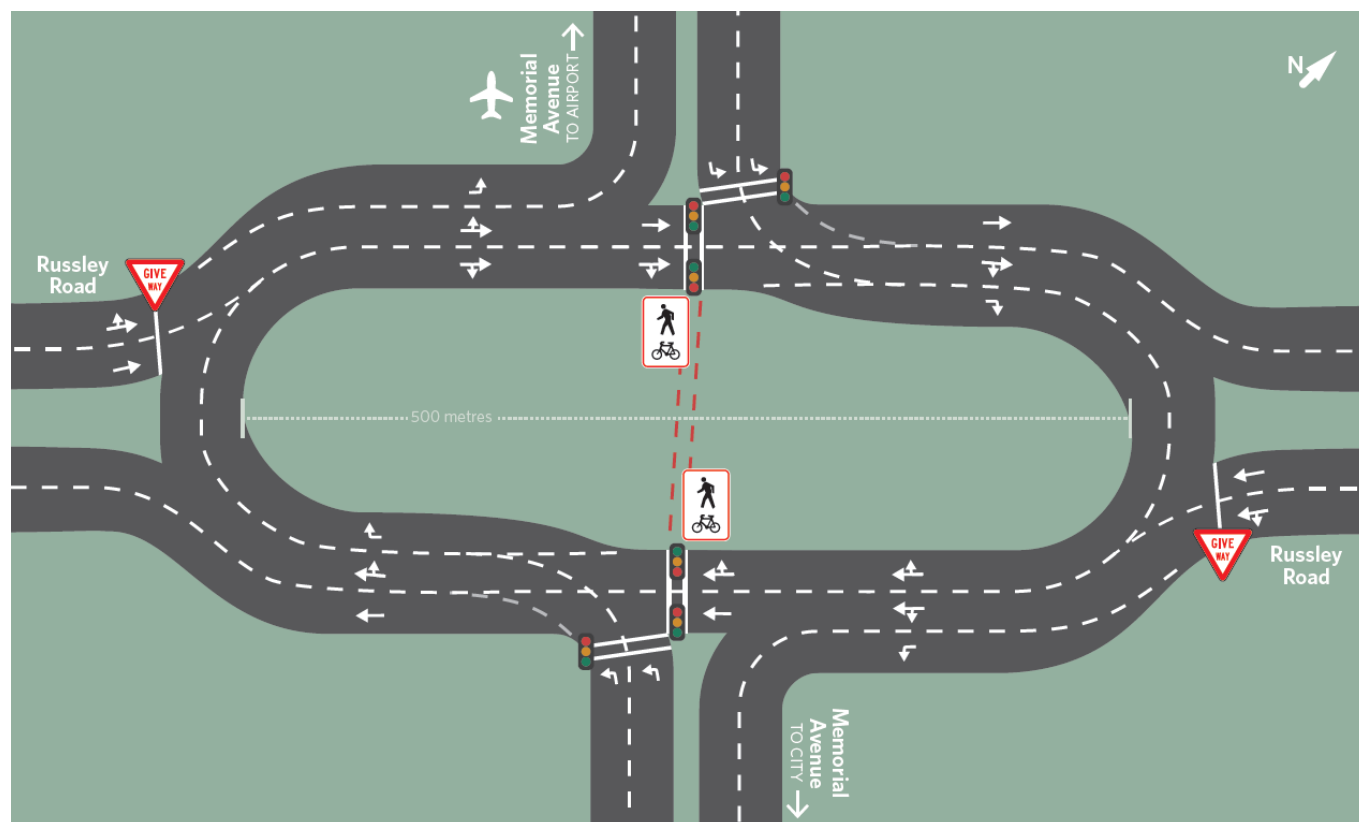 Memorial
Avenue
TO AIRPORT
N
Russley
Road
GIVE
WAY
500 metres
GIVE
WAY
Russley
Road
Memorial
Avenue
TO CITY